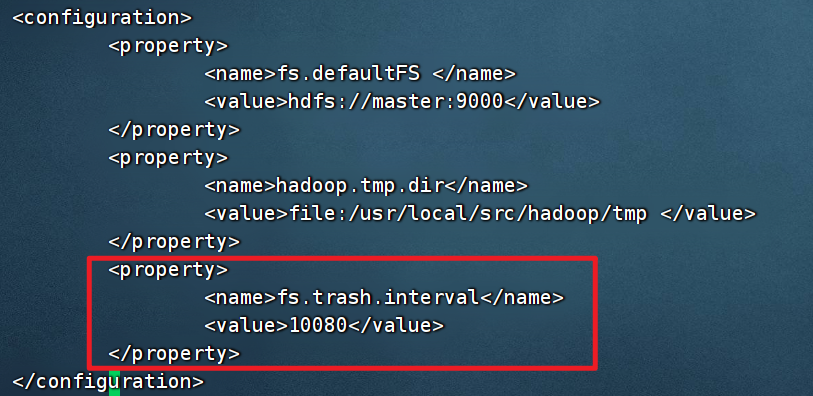 <configuration>
        <property>
                <name>fs.defaultFS </name>
                <value>hdfs://master:9000</value>
        </property>
        <property>
                <name>hadoop.tmp.dir</name>
                <value>file:/usr/local/src/hadoop/tmp </value>
        </property>
        <property>
                <name>fs.trash.interval</name>
                <value>10080</value>
        </property>
</configuration>